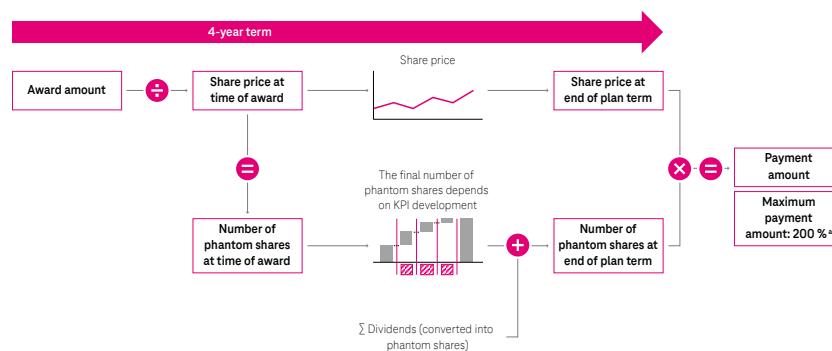 4-year term
Share price
Award amount
÷
Share price at
time of award
Share price at
end of plan term
=
×
=
Payment
amount
The final number of
phantom shares depends
on KPI development
Maximum
payment
amount: 200 %ᵃ
Number of
phantom shares
at time of award
+
Number of
phantom shares at
end of plan term
∑ Dividends (converted into
phantom shares)